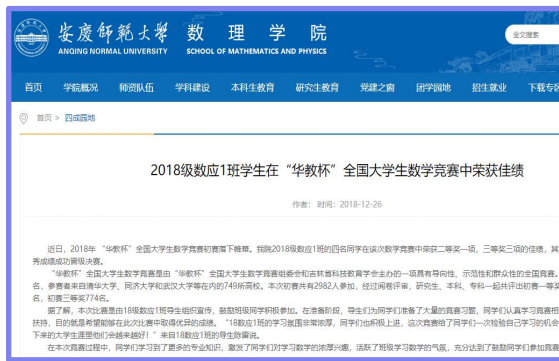 安庆师范大学 数理学院
ANQING NORMAL UNIVERSITY SCHOOL OF MATHEMATICS AND PHYSICS
全文搜索
首页 学院概况 师资队伍 学科建设 本科生教育 研究生教育 党建之窗 团学园地 招生就业 下载专区
首页 > 四成园地
2018级数应1班学生在“华教杯”全国大学生数学竞赛中荣获佳绩
作者： 时间：2018-12-26
近日，2018年“华教杯”全国大学生数学竞赛初赛落下帷幕。我院2018级数应1班的四名同学在该次数学竞赛中荣获二等奖一项，三等奖三项的佳绩，其
秀成绩成功晋级决赛。
“华教杯”全国大学生数学竞赛是由“华教杯”全国大学生数学竞赛组委会和吉林省科技教育学会主办的一项具有导向性、示范性和群众性的全国竞赛。
名，参赛者来自清华大学、同济大学和武汉大学等在内的749所高校。本次初赛共有2982人参加，经过阅卷评审，研究生、本科、专科一起共评出初赛一等奖
名，初赛三等奖774名。
据了解，本次比赛是由18级数应1班导生组织宣传，鼓励班级同学积极参加。在准备阶段，导生们为同学们准备了大量的竞赛习题，同学们认真学习竞赛相
扶持，目的就是希望能够在此次比赛中取得优异的成绩。“18数应1班的学习氛围非常浓厚，同学们也积极上进，这次竞赛给了同学们一次检验自己学习的机会
下来的大学生涯里他们会越来越好！”来自18数应1班的导生陈雷说。
在本次竞赛过程中，同学们学习到了更多的专业知识，激发了同学们对学习数学的浓厚兴趣，活跃了班级学习数学的气氛，充分达到了鼓励同学们参加竞赛